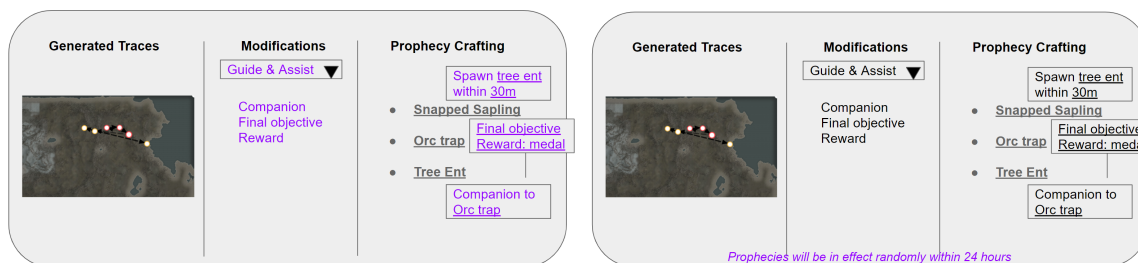 Generated Traces
Modifications
Prophecy Crafting
Guide & Assist
Spawn tree ent
within 30m
Companion
Final objective
Reward
Snapped Sapling
Orc trap
Final objective
Reward: medal
Tree Ent
Companion to
Orc trap
Generated Traces
Modifications
Prophecy Crafting
Guide & Assist
Spawn tree ent
within 30m
Companion
Final objective
Reward
Snapped Sapling
Orc trap
Final objective
Reward: meda
Tree Ent
Companion to
Orc trap
Prophecies will be in effect randomly within 24 hours